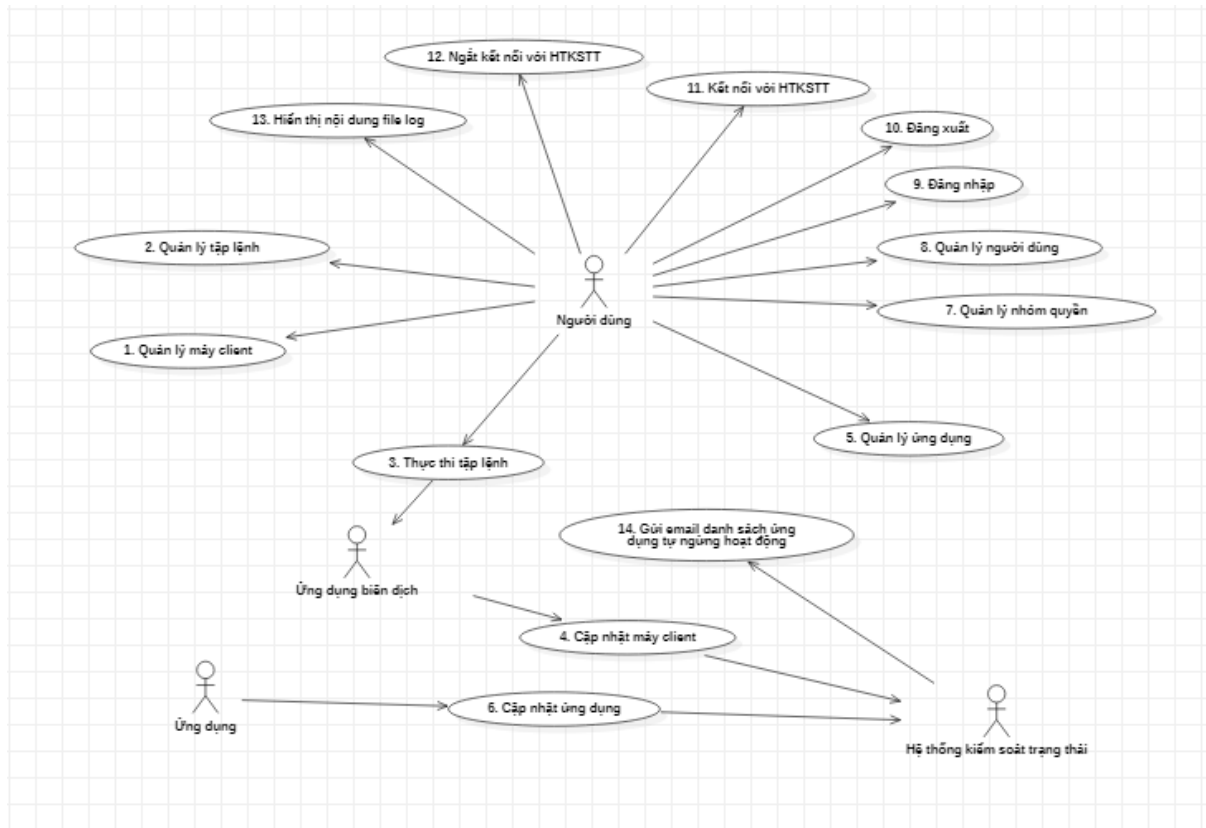 12. Ngắt kết nối với HTKSTT
11. Kết nối với HTKSTT
13. Hiển thị nội dung file log
10. Đăng xuất
9. Đăng nhập
2. Quản lý tập lệnh
8. Quản lý người dùng
7. Quản lý nhóm quyền
Người dùng
1. Quản lý máy client
5. Quản lý ứng dụng
3. Thực thi tập lệnh
14. Gửi email danh sách ứng
dụng tự ngừng hoạt động
Ứng dụng biên dịch
4. Cập nhật máy client
6. Cập nhật ứng dụng
Ứng dụng
Hệ thống kiểm soát trạng thái